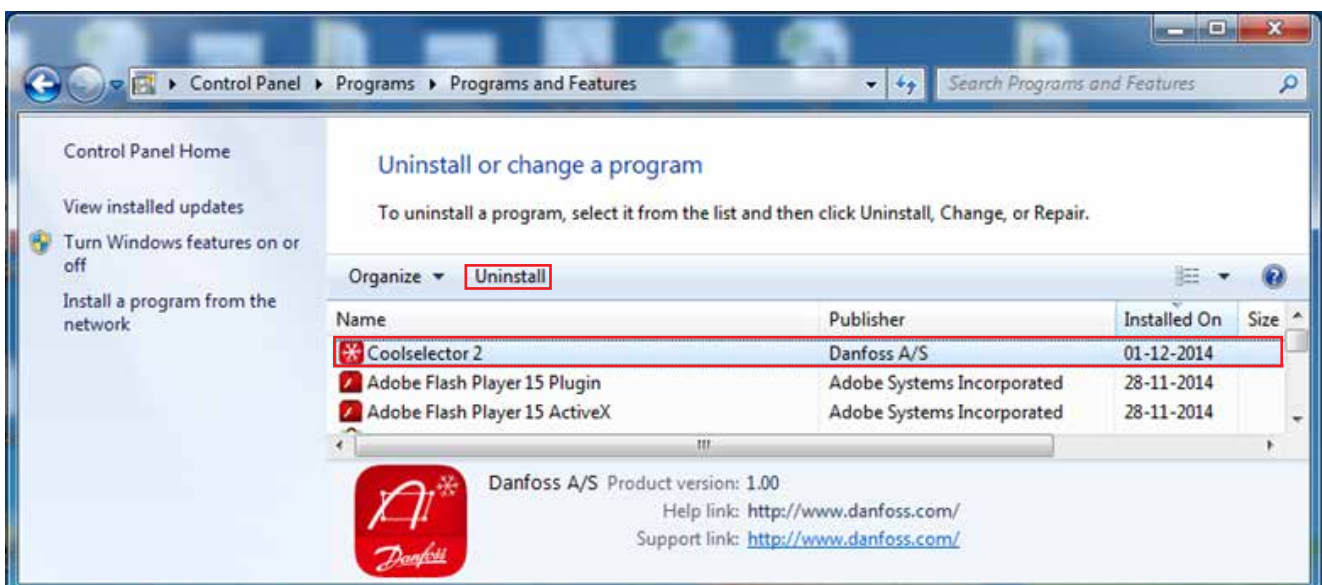 Control Panel Programs Programs and Features Search Programs and Features
Control Panel Home
View installed updates
Turn Windows features on or
off
Install a program from the
network
Uninstall or change a program
To uninstall a program, select it from the list and then click Uninstall, Change, or Repair.
Organize Uninstall
Name Publisher Installed On Size
Coolselector 2 Danfoss A/S 01-12-2014
Adobe Flash Player 15 Plugin Adobe Systems Incorporated 28-11-2014
Adobe Flash Player 15 ActiveX Adobe Systems Incorporated 28-11-2014
Danfoss A/S Product version: 1.00
Help link: http://www.danfoss.com/
Support link: http://www.danfoss.com/
Danfoss